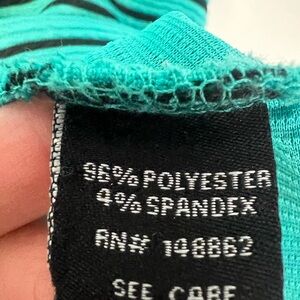 96% POLYESTER
4% SPANDEX
RN# 148862
SEE CARE